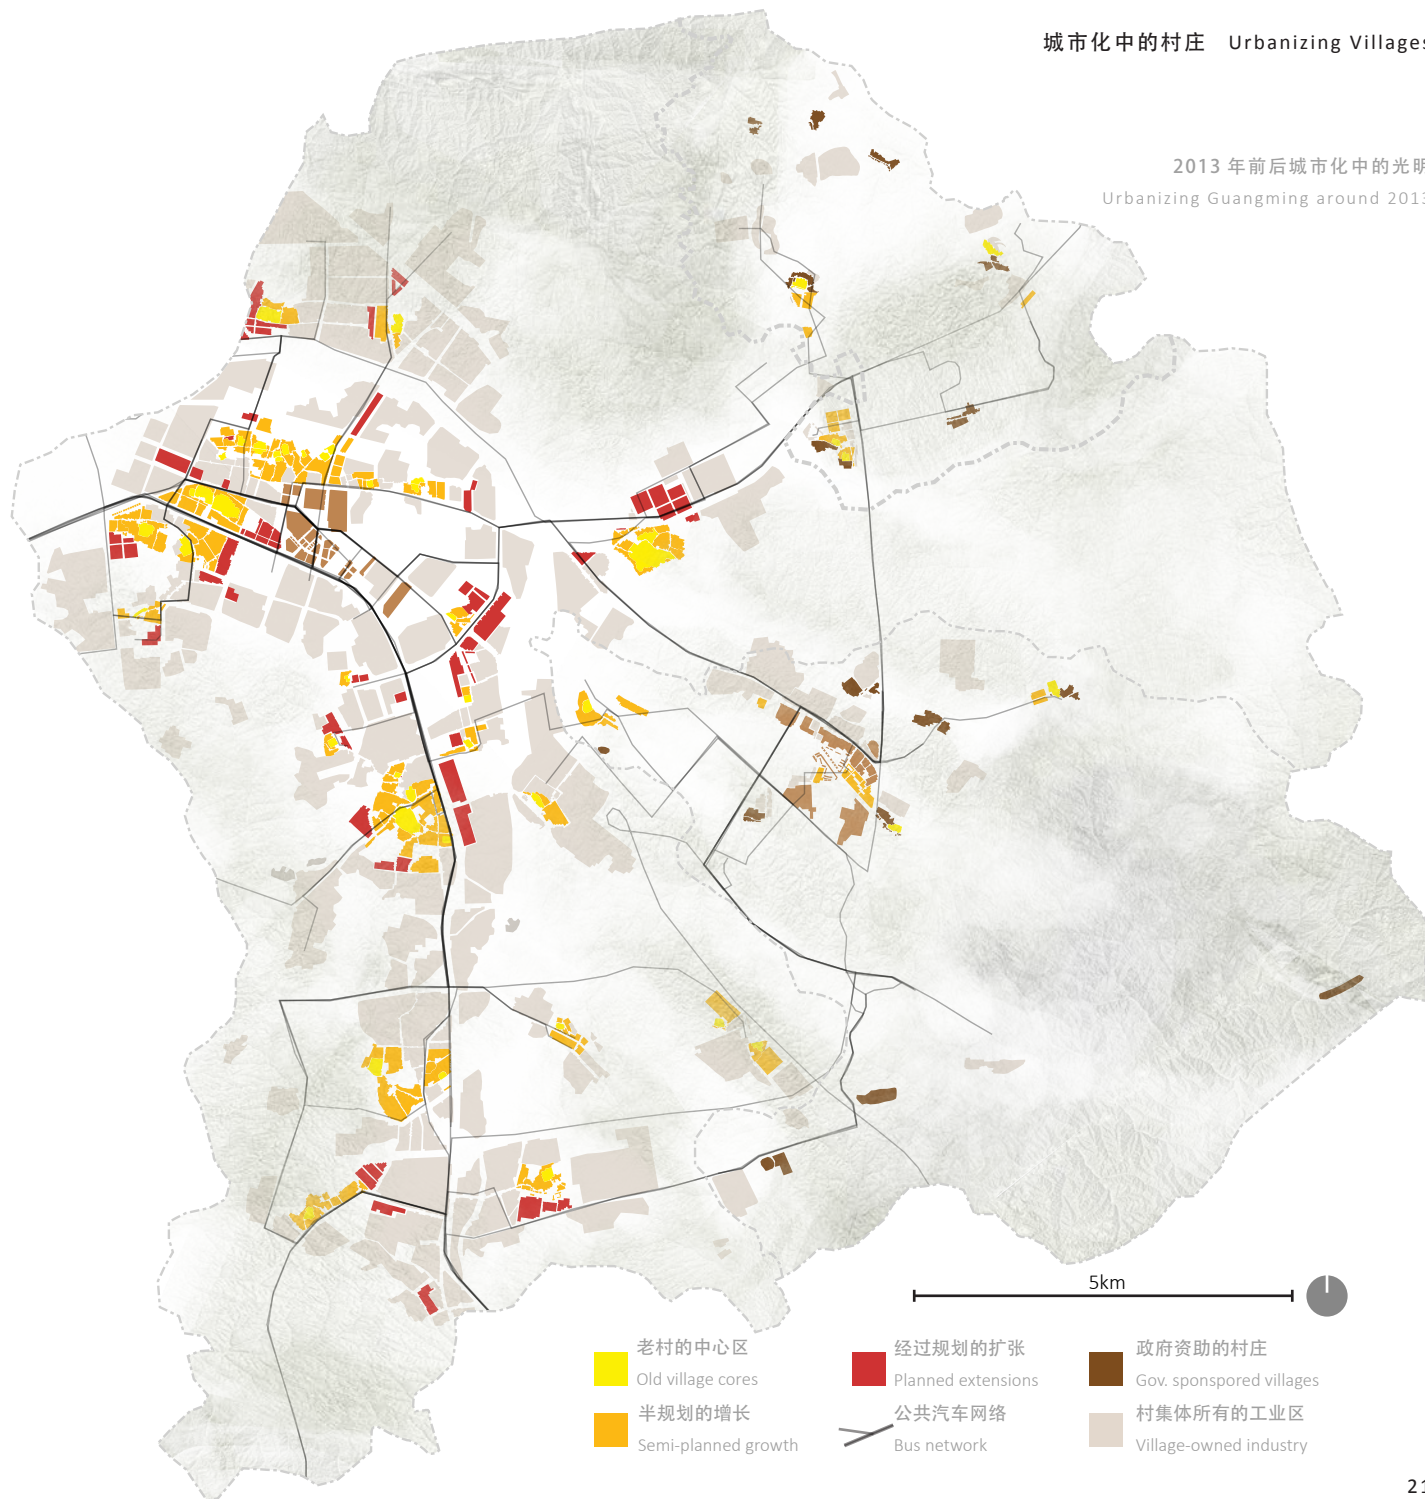 城市化中的村庄 Urbanizing Villages
2013 年前后城市化中的光明
Urbanizing Guangming around 2013
5km
老村的中心区
Old village cores
经过规划的扩张
Planned extensions
政府资助的村庄
Gov. sponspored villages
半规划的增长
Semi-planned growth
公共汽车网络
Bus network
村集体所有的工业区
Village-owned industry
21